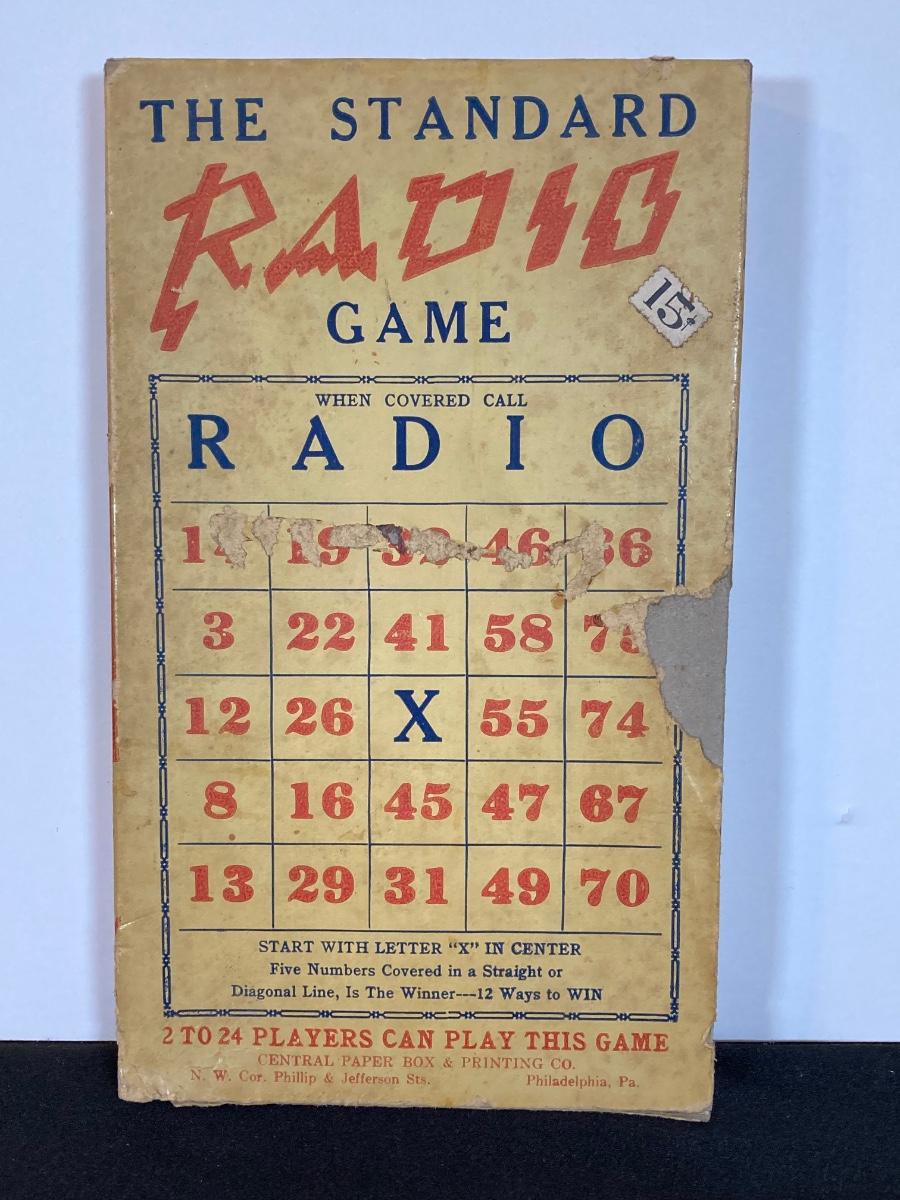 THE STANDARD
RADIO
GAME
15¢
WHEN COVERED CALL
R A D I O
19 46 66
3 22 41 58
12 26 X 55 74
8 16 45 47 67
13 29 31 49 70
START WITH LETTER “X” IN CENTER
Five Numbers Covered in a Straight or
Diagonal Line, Is The Winner---12 Ways to WIN
2 TO 24 PLAYERS CAN PLAY THIS GAME
CENTRAL PAPER BOX & PRINTING CO.
N. W. Cor. Phillip & Jefferson Sts. Philadelphia, Pa.